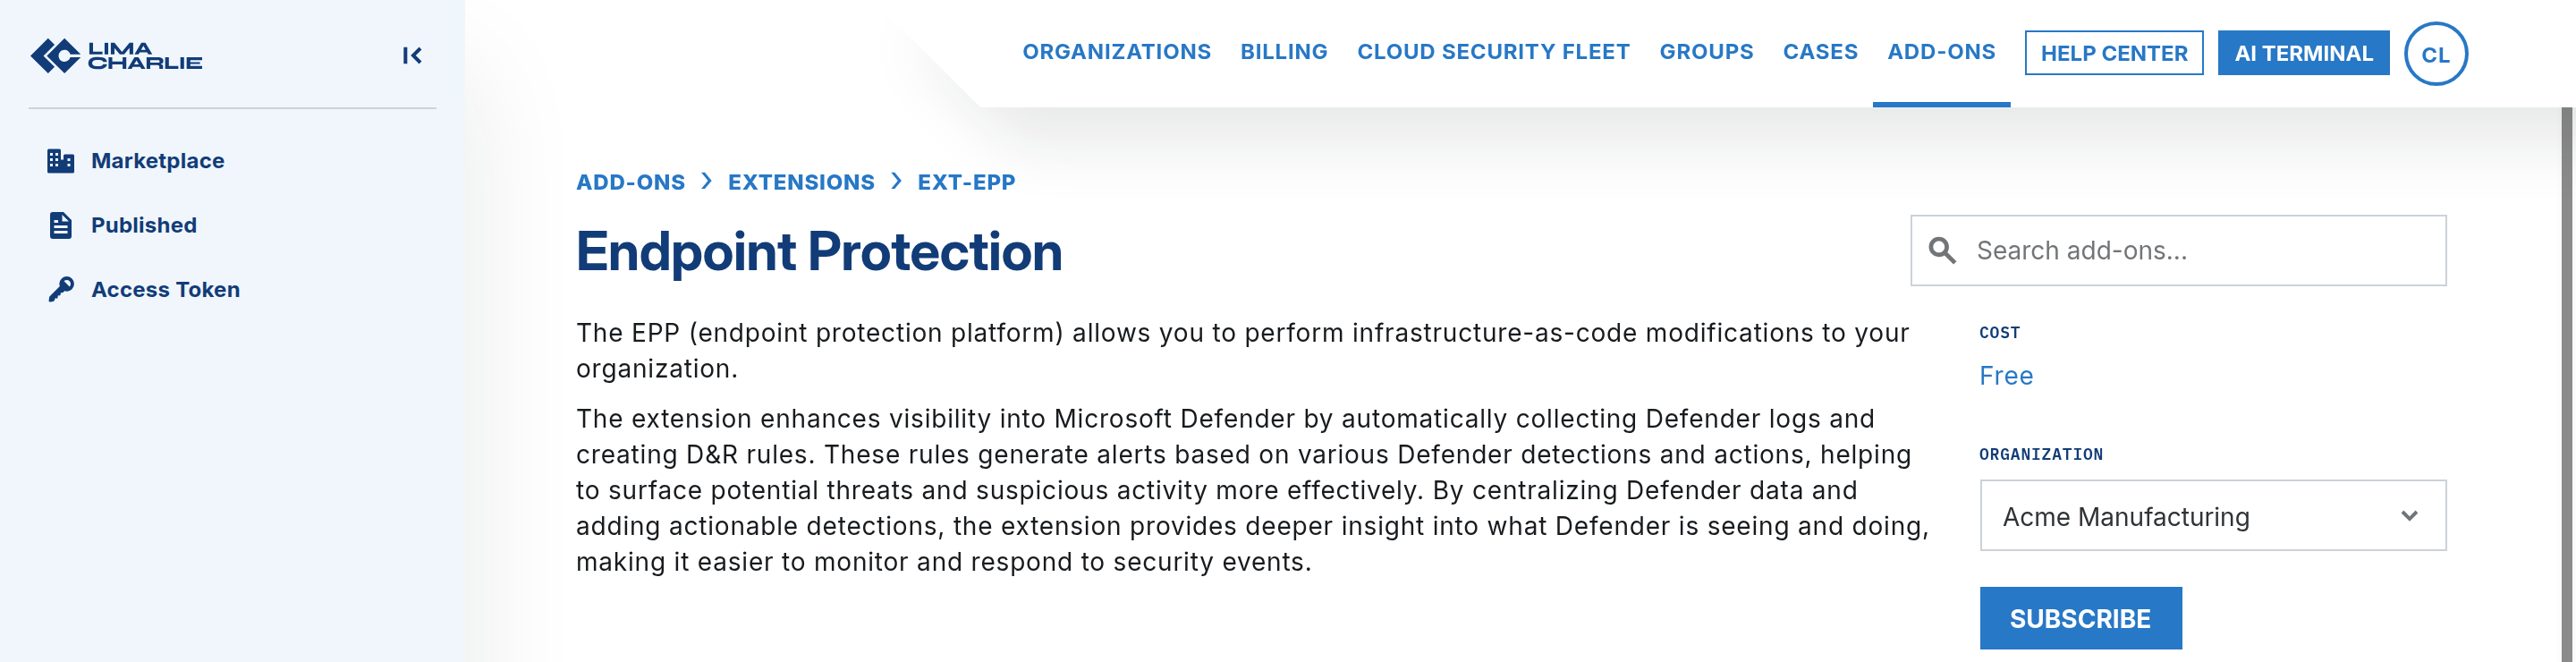 LIMA
CHARLIE
Marketplace
Published
Access Token
ORGANIZATIONS BILLING CLOUD SECURITY FLEET GROUPS CASES ADD-ONS HELP CENTER AI TERMINAL CL
ADD-ONS > EXTENSIONS > EXT-EPP
Endpoint Protection
Search add-ons...
The EPP (endpoint protection platform) allows you to perform infrastructure-as-code modifications to your
organization.
The extension enhances visibility into Microsoft Defender by automatically collecting Defender logs and
creating D&R rules. These rules generate alerts based on various Defender detections and actions, helping
to surface potential threats and suspicious activity more effectively. By centralizing Defender data and
adding actionable detections, the extension provides deeper insight into what Defender is seeing and doing,
making it easier to monitor and respond to security events.
COST
Free
ORGANIZATION
Acme Manufacturing
SUBSCRIBE